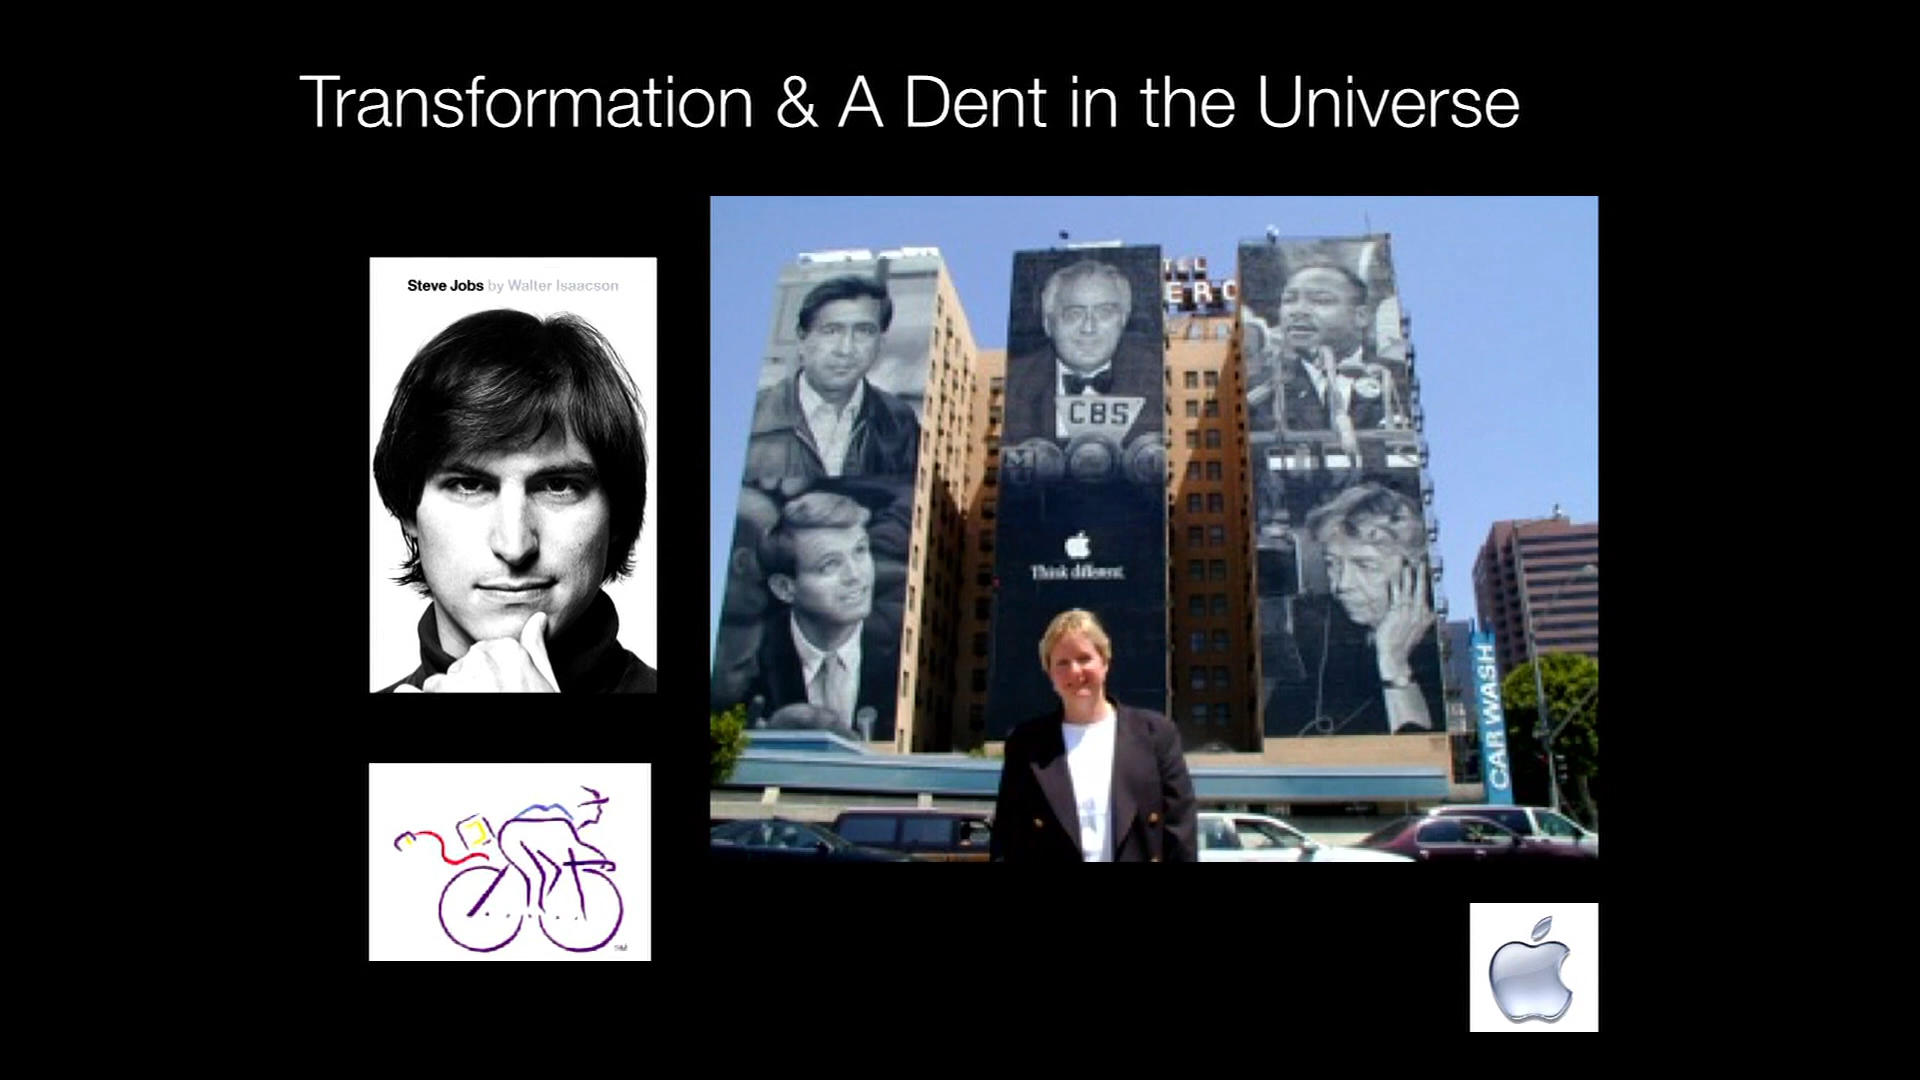 Transformation & A Dent in the Universe
Steve Jobs by Walter Isaacson
CBS
Think different.
CAR WASH